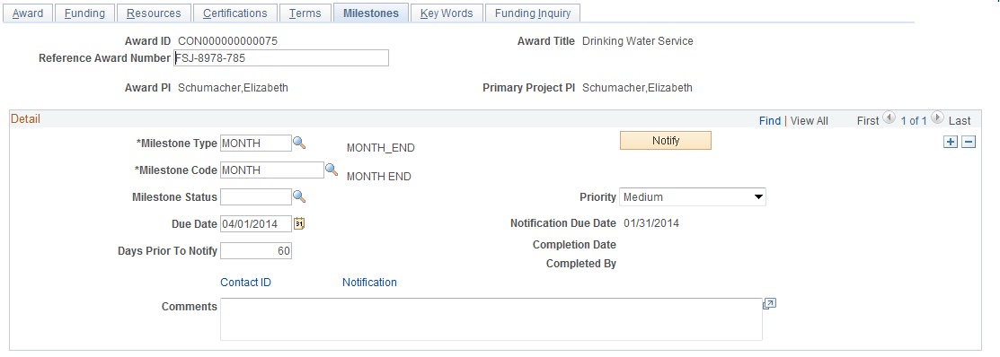 Award Funding Resources Certifications Terms Milestones Key Words Funding Inquiry
Award ID CON000000000075 Award Title Drinking Water Service
Reference Award Number FSJ-8978-785
Award PI Schumacher,Elizabeth Primary Project PI Schumacher,Elizabeth
Detail Find | View All First 1 of 1 Last
*Milestone Type MONTH MONTH_END Notify
*Milestone Code MONTH MONTH END
Milestone Status Priority Medium
Due Date 04/01/2014 31 Notification Due Date 01/31/2014
Days Prior To Notify 60 Completion Date
Completed By
Contact ID Notification
Comments